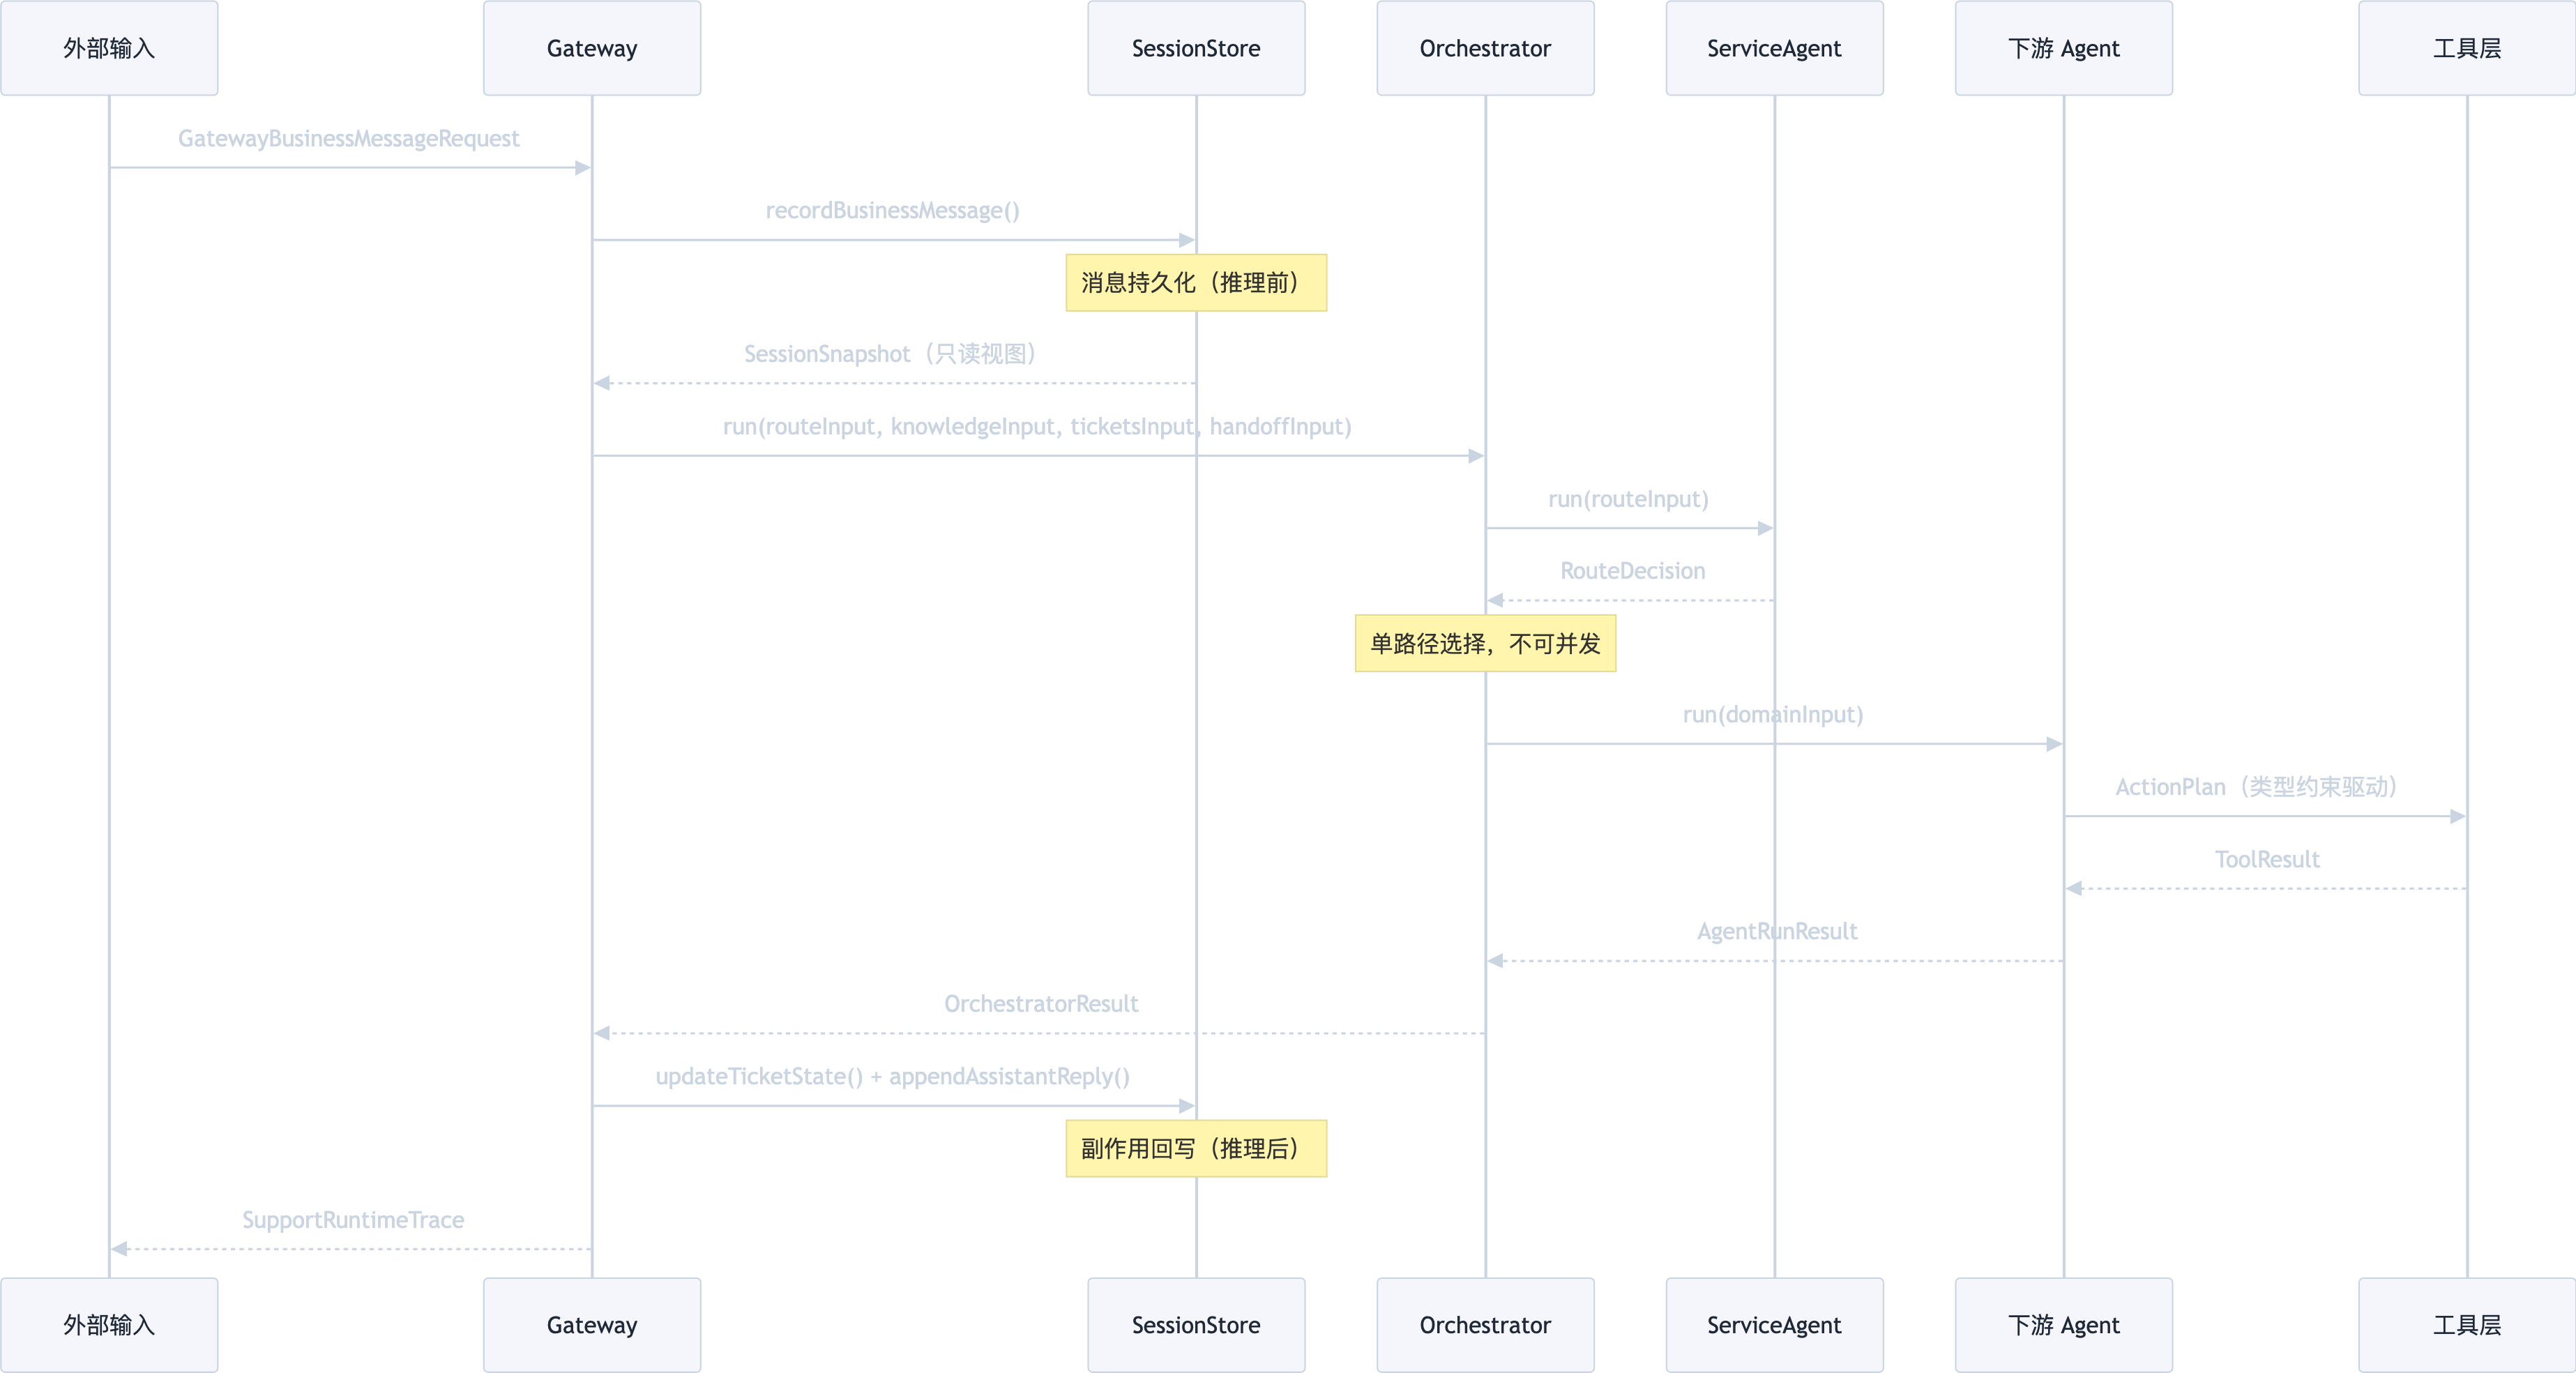 外部输入
Gateway
SessionStore
Orchestrator
ServiceAgent
下游 Agent
工具层
GatewayBusinessMessageRequest
recordBusinessMessage()
消息持久化（推理前）
SessionSnapshot（只读视图）
run(routeInput, knowledgeInput, ticketsInput, handoffInput)
run(routeInput)
RouteDecision
单路径选择，不可并发
run(domainInput)
ActionPlan（类型约束驱动）
ToolResult
AgentRunResult
OrchestratorResult
updateTicketState() + appendAssistantReply()
副作用回写（推理后）
SupportRuntimeTrace
外部输入
Gateway
SessionStore
Orchestrator
ServiceAgent
下游 Agent
工具层